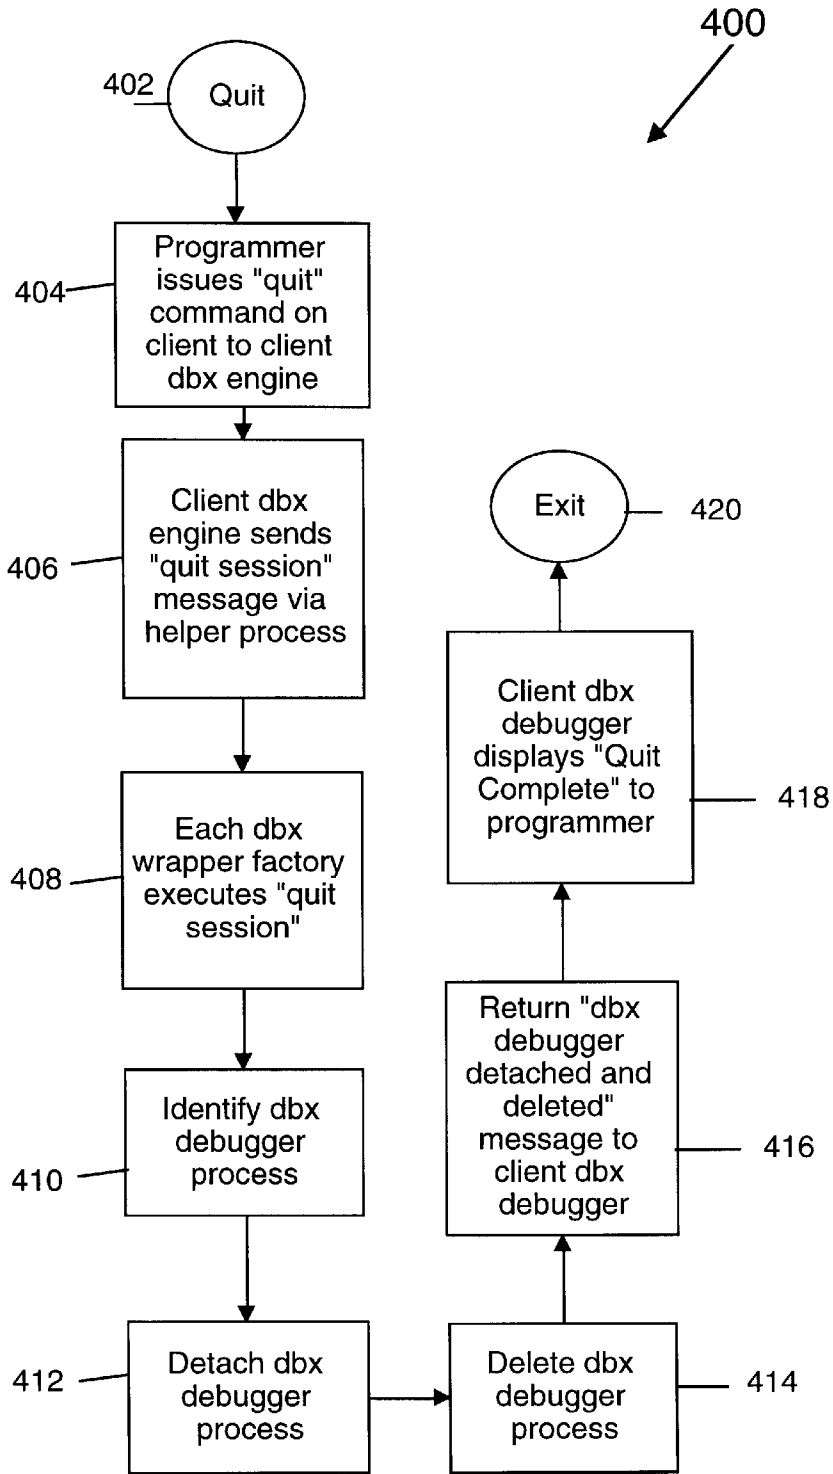 400
402
Quit
404
Programmer
issues "quit"
command on
client to client
dbx engine
406
Client dbx
engine sends
"quit session"
message via
helper process
408
Each dbx
wrapper factory
executes "quit
session"
410
Identify dbx
debugger
process
412
Detach dbx
debugger
process
Delete dbx
debugger
process
414
Return "dbx
debugger
detached and
deleted"
message to
client dbx
debugger
416
Client dbx
debugger
displays "Quit
Complete" to
programmer
418
Exit
420